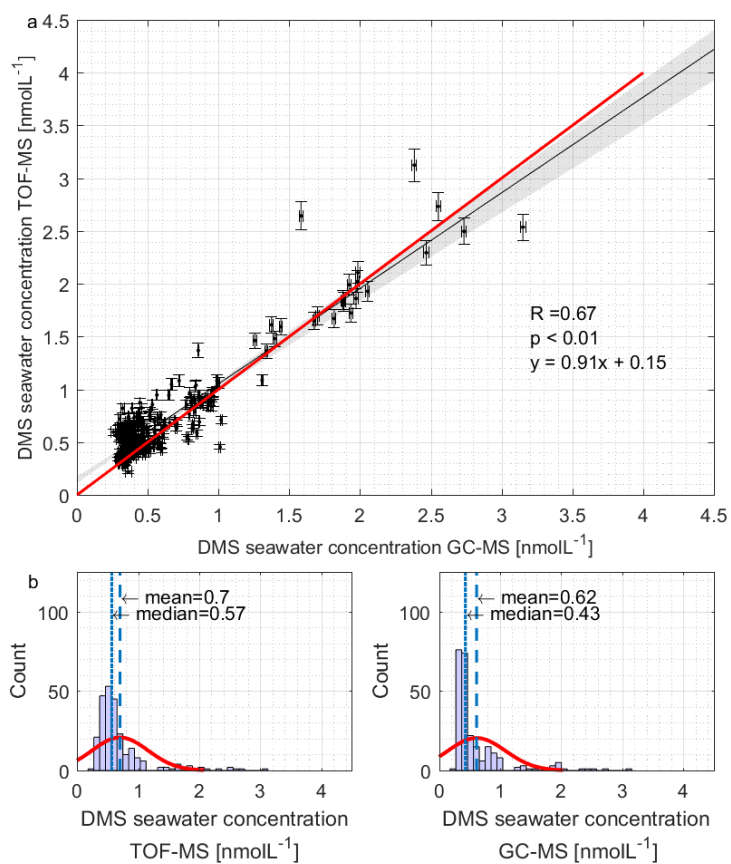 a
DMS seawater concentration TOF-MS [nmolL⁻¹]
4.5
4
3.5
3
2.5
2
1.5
1
0.5
0
R =0.67
p < 0.01
y = 0.91x + 0.15
0 0.5 1 1.5 2 2.5 3 3.5 4 4.5
DMS seawater concentration GC-MS [nmolL⁻¹]
b
Count
100
50
0
←mean=0.7
←median=0.57
0 1 2 3 4
DMS seawater concentration
TOF-MS [nmolL⁻¹]
Count
100
50
0
←mean=0.62
←median=0.43
0 1 2 3 4
DMS seawater concentration
GC-MS [nmolL⁻¹]